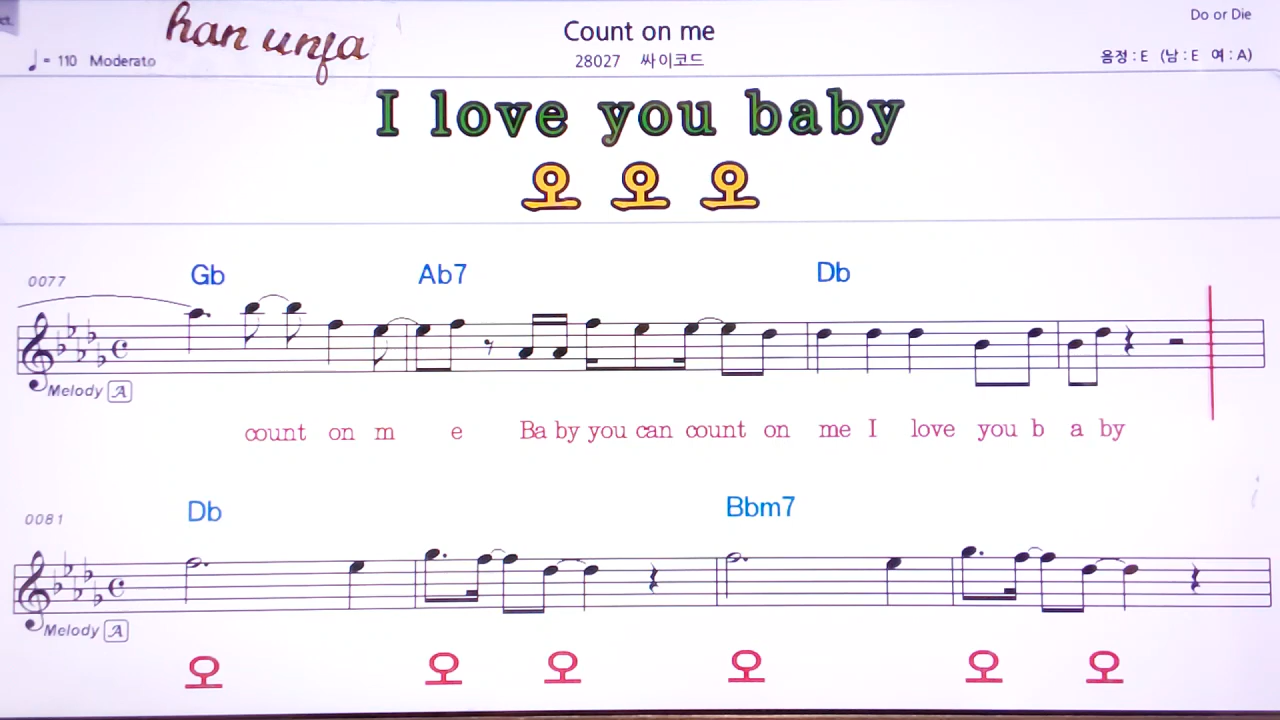 ct.
han unja
Count on me
Do or Die
♩= 110 Moderato
28027 싸이코드
음정 : E (남 : E 여 : A)
I love you baby
오 오 오
0077
Gb Ab7 Db
Melody A
count on m e Ba by you can count on me I love you b a by
0081
Db Bbm7
Melody A
오 오 오 오 오 오